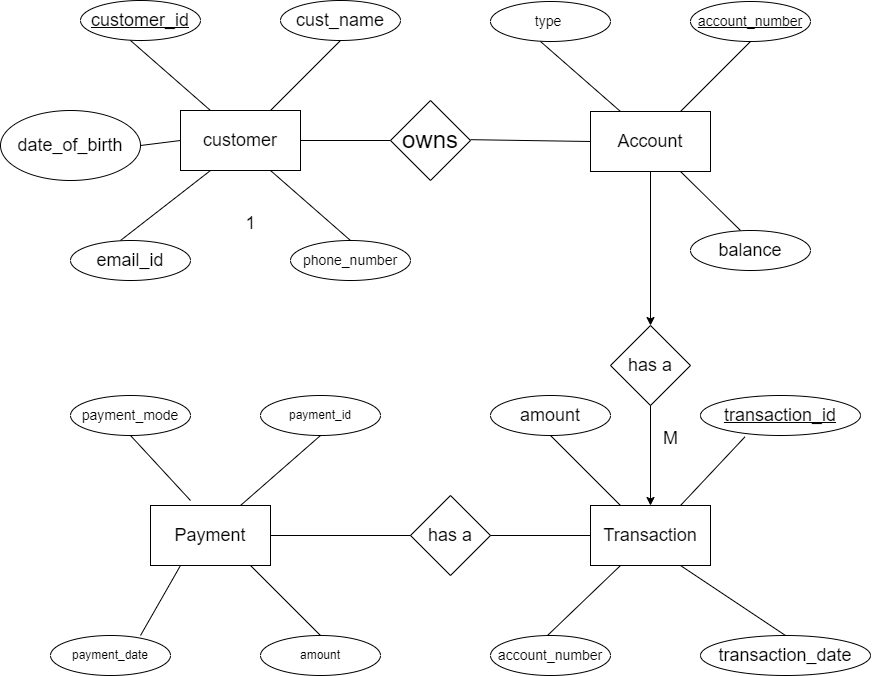 customer_id
cust_name
type
account_number
date_of_birth
customer
owns
Account
1
email_id
phone_number
balance
has a
payment_mode
payment_id
amount
transaction_id
M
Payment
has a
Transaction
payment_date
amount
account_number
transaction_date